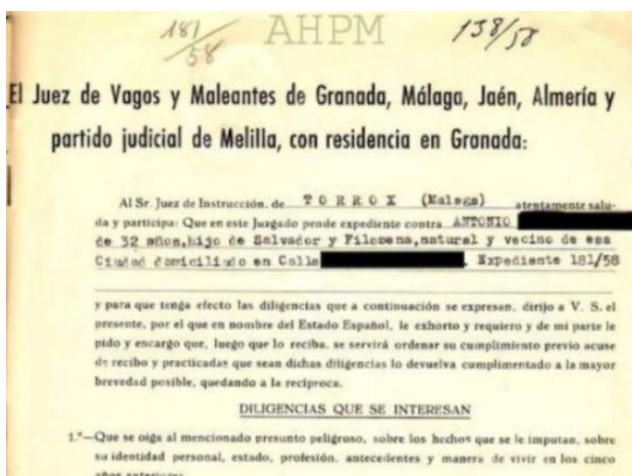 181/58 AHPM 138/58
El Juez de Vagos y Maleantes de Granada, Málaga, Jaén, Almería y
partido judicial de Melilla, con residencia en Granada:
Al Sr. Juez de Instrucción, de TORROX (Malaga) atentamente salu-
da y participa: Que en este Juzgado pende expediente contra ANTONIO
de 32 años,hijo de Salvador y Filomena,natural y vecino de esa
Ciudad domiciliado en Calle . Expediente 181/58
y para que tenga efecto las diligencias que a continuación se expresan, dirijo a V. S. el
presente, por el que en nombre del Estado Español, le exhorto y requiero y de mi parte le
pido y encargo que, luego que lo reciba, se servirá ordenar su cumplimiento previo acuse
de recibo y practicadas que sean dichas diligencias lo devuelva cumplimentado a la mayor
brevedad posible, quedando a la recíproca.
DILIGENCIAS QUE SE INTERESAN
1.ª—Que se oiga al mencionado presunto peligroso, sobre los hechos que se le imputan, sobre
su identidad personal, estado, profesión, antecedentes y manera de vivir en los cinco
años anteriores